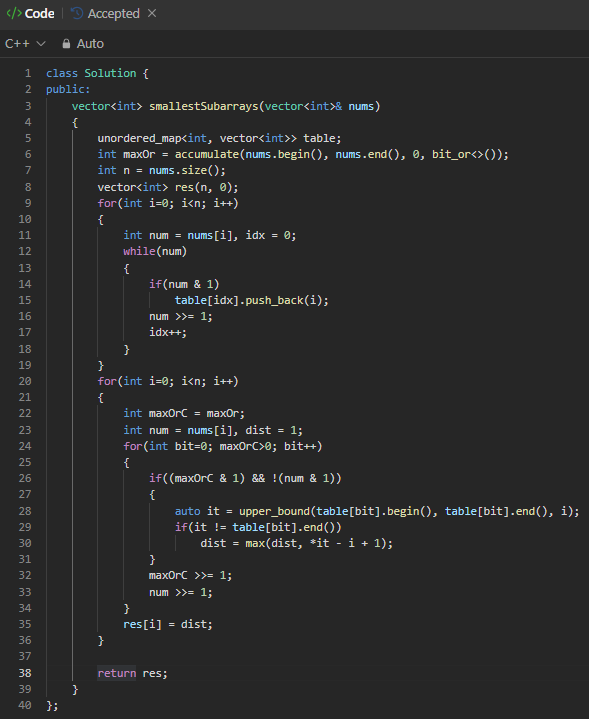 </> Code | Accepted ×
C++ Auto
1 class Solution {
2 public:
3     vector<int> smallestSubarrays(vector<int>& nums)
4     {
5         unordered_map<int, vector<int>> table;
6         int maxOr = accumulate(nums.begin(), nums.end(), 0, bit_or<>());
7         int n = nums.size();
8         vector<int> res(n, 0);
9         for(int i=0; i<n; i++)
10         {
11             int num = nums[i], idx = 0;
12             while(num)
13             {
14                 if(num & 1)
15                     table[idx].push_back(i);
16                 num >>= 1;
17                 idx++;
18             }
19         }
20         for(int i=0; i<n; i++)
21         {
22             int maxOrC = maxOr;
23             int num = nums[i], dist = 1;
24             for(int bit=0; maxOrC>0; bit++)
25             {
26                 if((maxOrC & 1) && !(num & 1))
27                 {
28                     auto it = upper_bound(table[bit].begin(), table[bit].end(), i);
29                     if(it != table[bit].end())
30                         dist = max(dist, *it - i + 1);
31                 }
32                 maxOrC >>= 1;
33                 num >>= 1;
34             }
35             res[i] = dist;
36         }
37
38         return res;
39     }
40 };